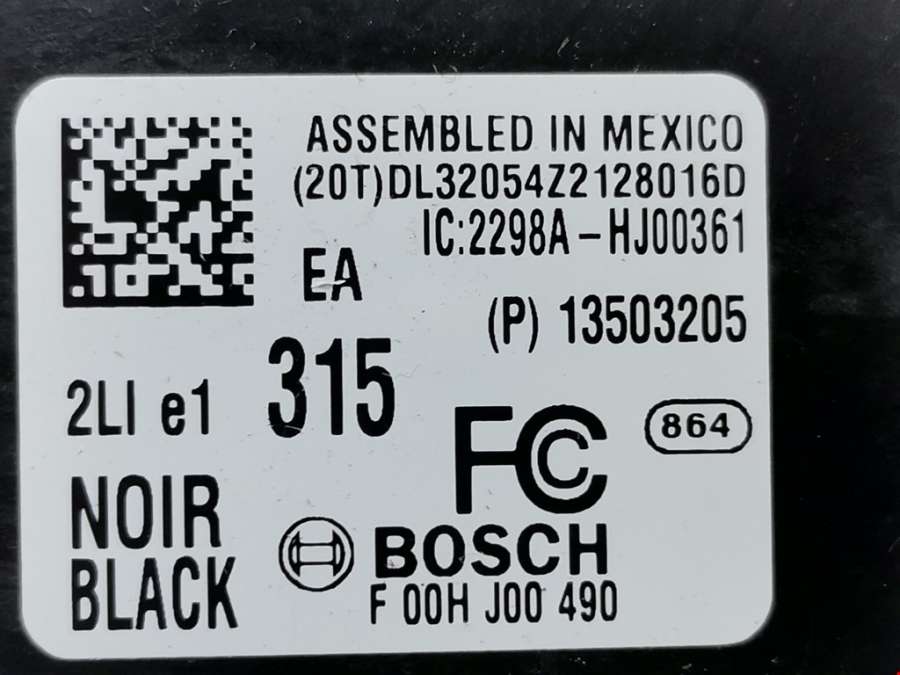 ASSEMBLED IN MEXICO
(20T)DL32054Z2128016D
IC:2298A-HJ00361
EA
(P) 13503205
315
2LI e1
FC
864
NOIR
BLACK
BOSCH
F 00H J00 490